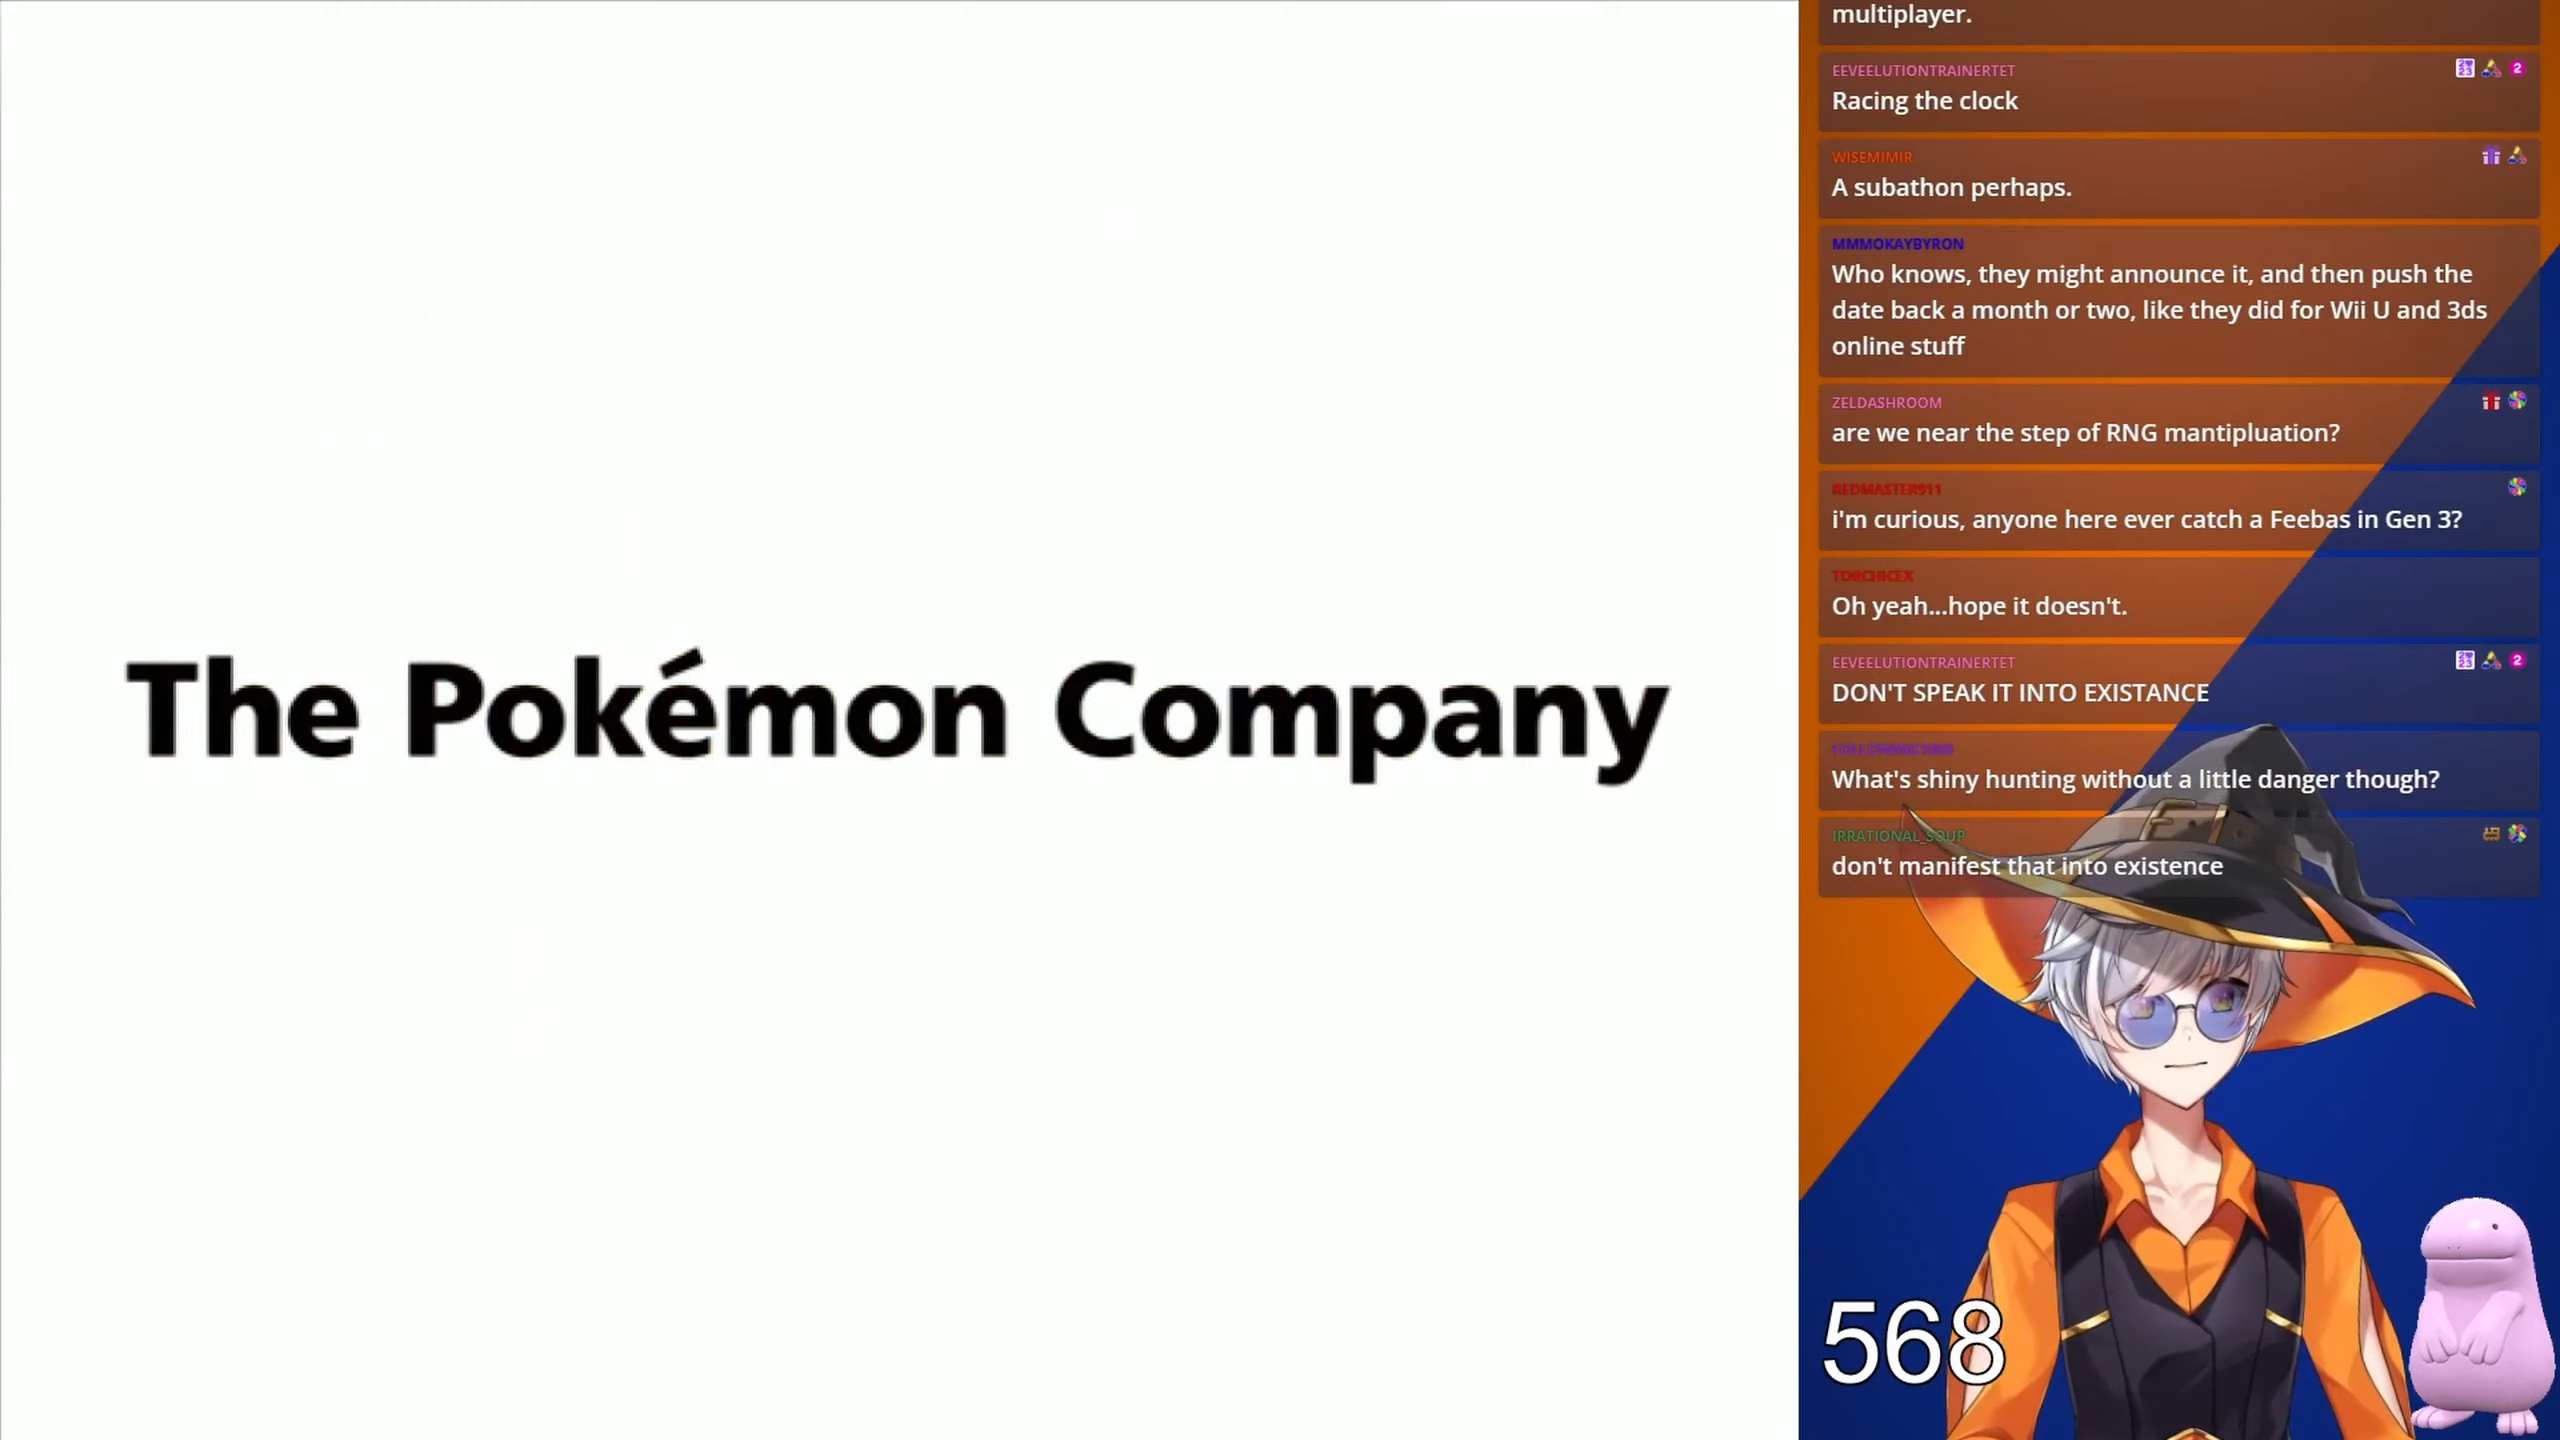 The Pokémon Company
multiplayer.
EEVEELUTIONTRAINERTET
Racing the clock
WISEMIMIR
A subathon perhaps.
MMMOKAYBYRON
Who knows, they might announce it, and then push the
date back a month or two, like they did for Wii U and 3ds
online stuff
ZELDASHROOM
are we near the step of RNG mantipluation?
REDMASTER911
i'm curious, anyone here ever catch a Feebas in Gen 3?
TORCHICEX
Oh yeah...hope it doesn't.
EEVEELUTIONTRAINERTET
DON'T SPEAK IT INTO EXISTANCE
What's shiny hunting without a little danger though?
IRRATIONAL_SOUP
don't manifest that into existence
568